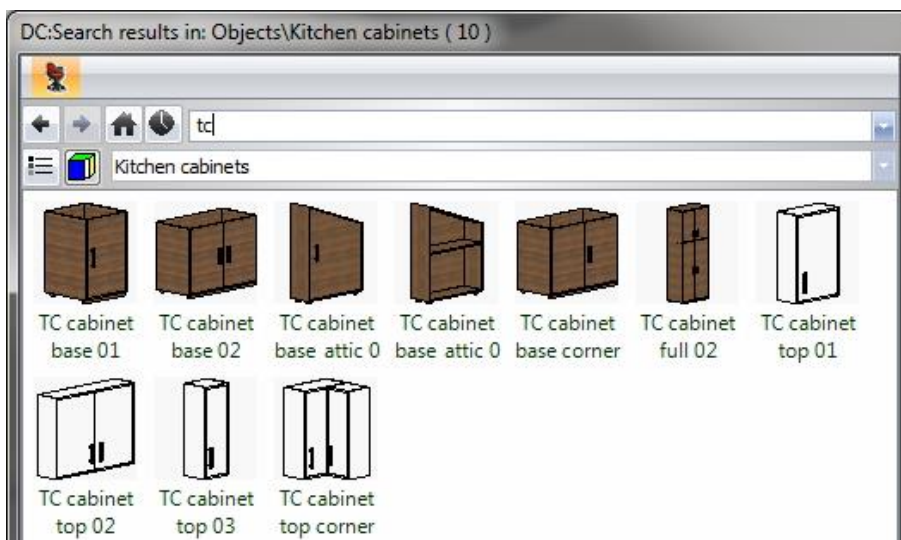 DC:Search results in: Objects\Kitchen cabinets ( 10 )
tc
Kitchen cabinets
TC cabinet base 01
TC cabinet base 02
TC cabinet base attic 0
TC cabinet base attic 0
TC cabinet base corner
TC cabinet full 02
TC cabinet top 01
TC cabinet top 02
TC cabinet top 03
TC cabinet top corner